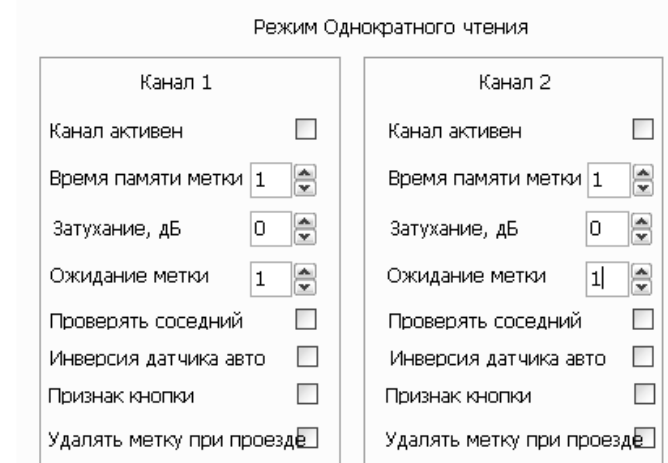 Режим Однократного чтения
Канал 1
Канал активен
Время памяти метки 1
Затухание, дБ 0
Ожидание метки 1
Проверять соседний
Инверсия датчика авто
Признак кнопки
Удалять метку при проезде
Канал 2
Канал активен
Время памяти метки 1
Затухание, дБ 0
Ожидание метки 1
Проверять соседний
Инверсия датчика авто
Признак кнопки
Удалять метку при проезде